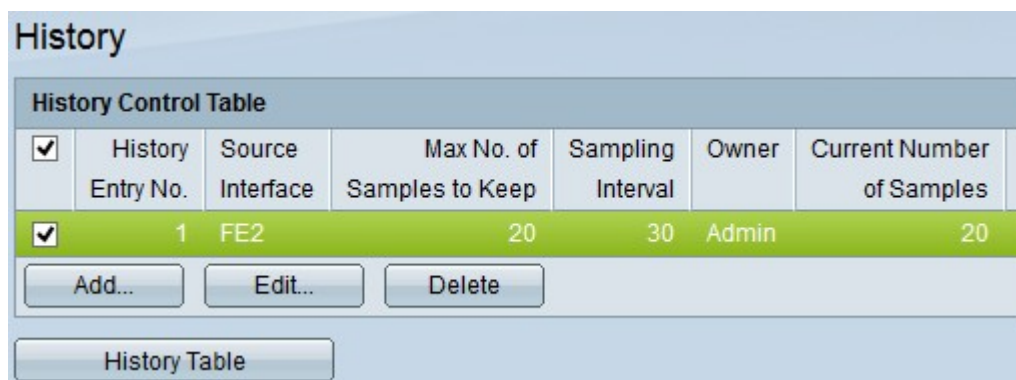 History
History Control Table
History Entry No. Source Interface Max No. of Samples to Keep Sampling Interval Owner Current Number of Samples
1 FE2 20 30 Admin 20
Add... Edit... Delete
History Table